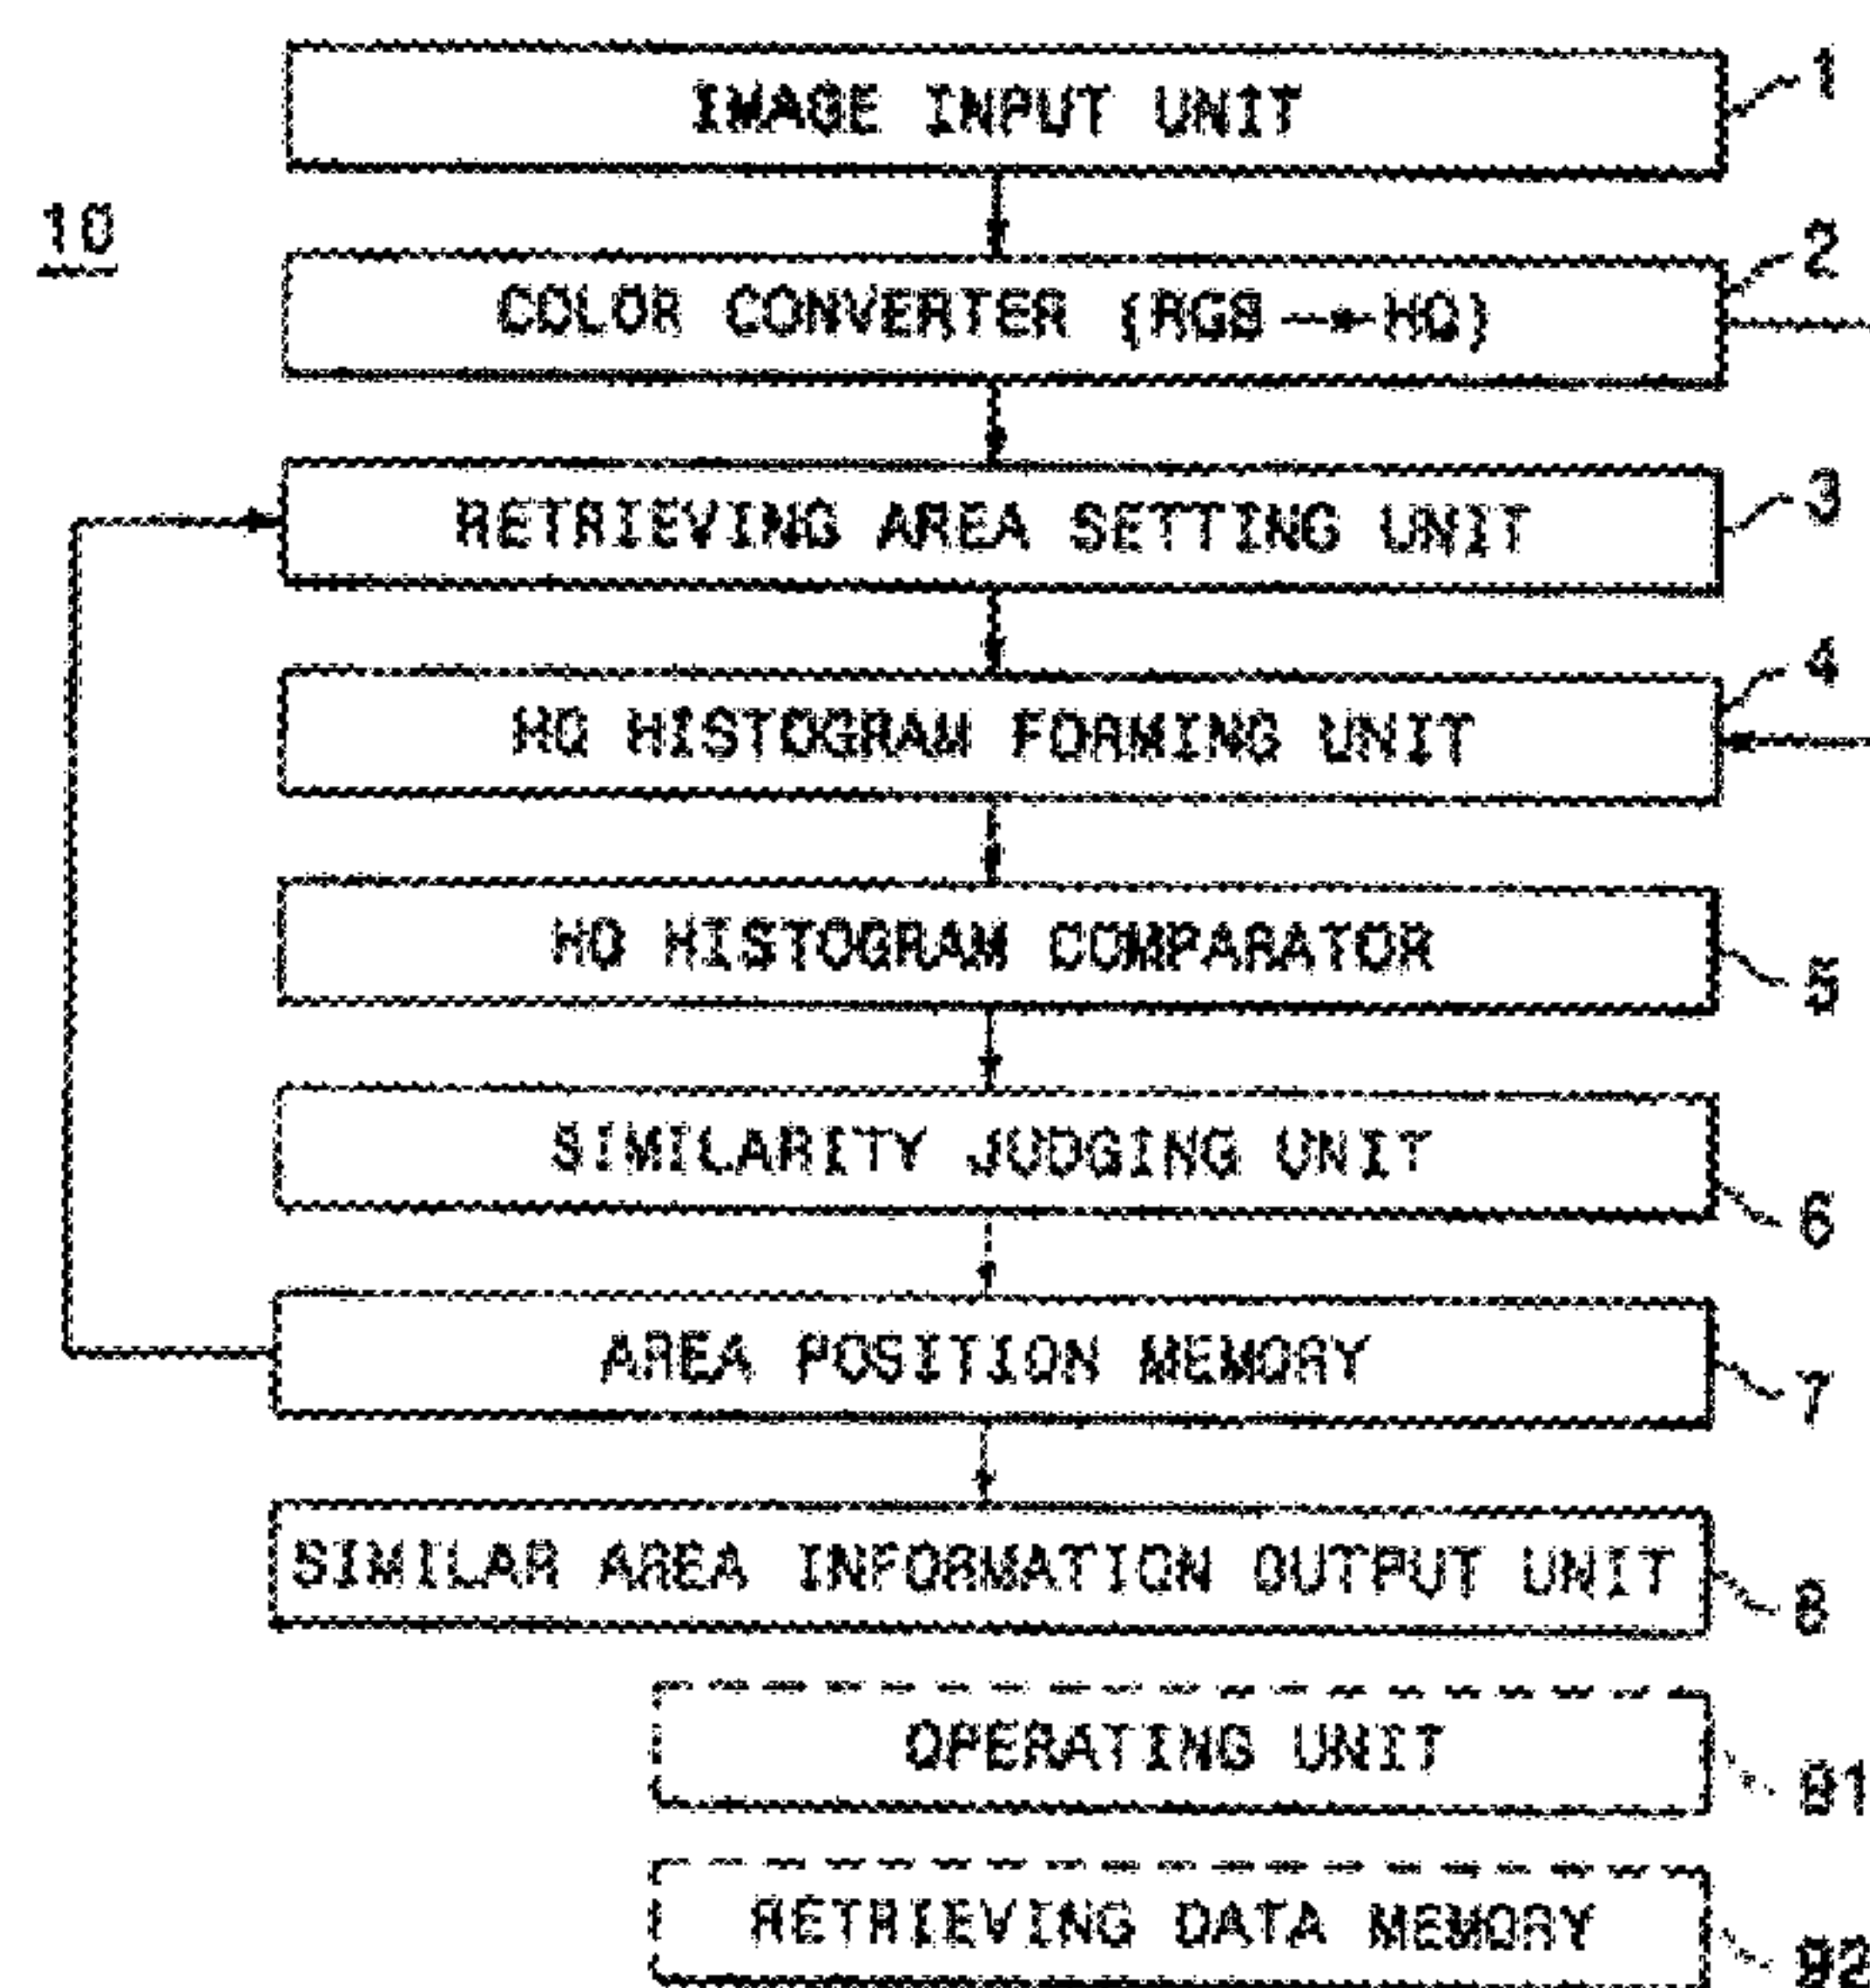 IMAGE INPUT UNIT 1
10
COLOR CONVERTER (RGB→HQ) 2
RETRIEVING AREA SETTING UNIT 3
HQ HISTOGRAM FORMING UNIT 4
HQ HISTOGRAM COMPARATOR 5
SIMILARITY JUDGING UNIT 6
AREA POSITION MEMORY 7
SIMILAR AREA INFORMATION OUTPUT UNIT 8
OPERATING UNIT 91
RETRIEVING DATA MEMORY 92